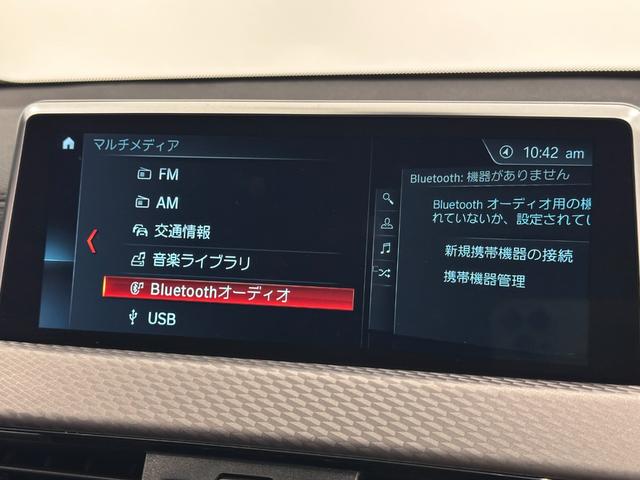 マルチメディア
10:42 am
FM
AM
交通情報
音楽ライブラリ
Bluetoothオーディオ
USB
Bluetooth: 機器がありません
Bluetooth オーディオ用の機
れていないか、設定されてい
新規携帯機器の接続
携帯機器管理